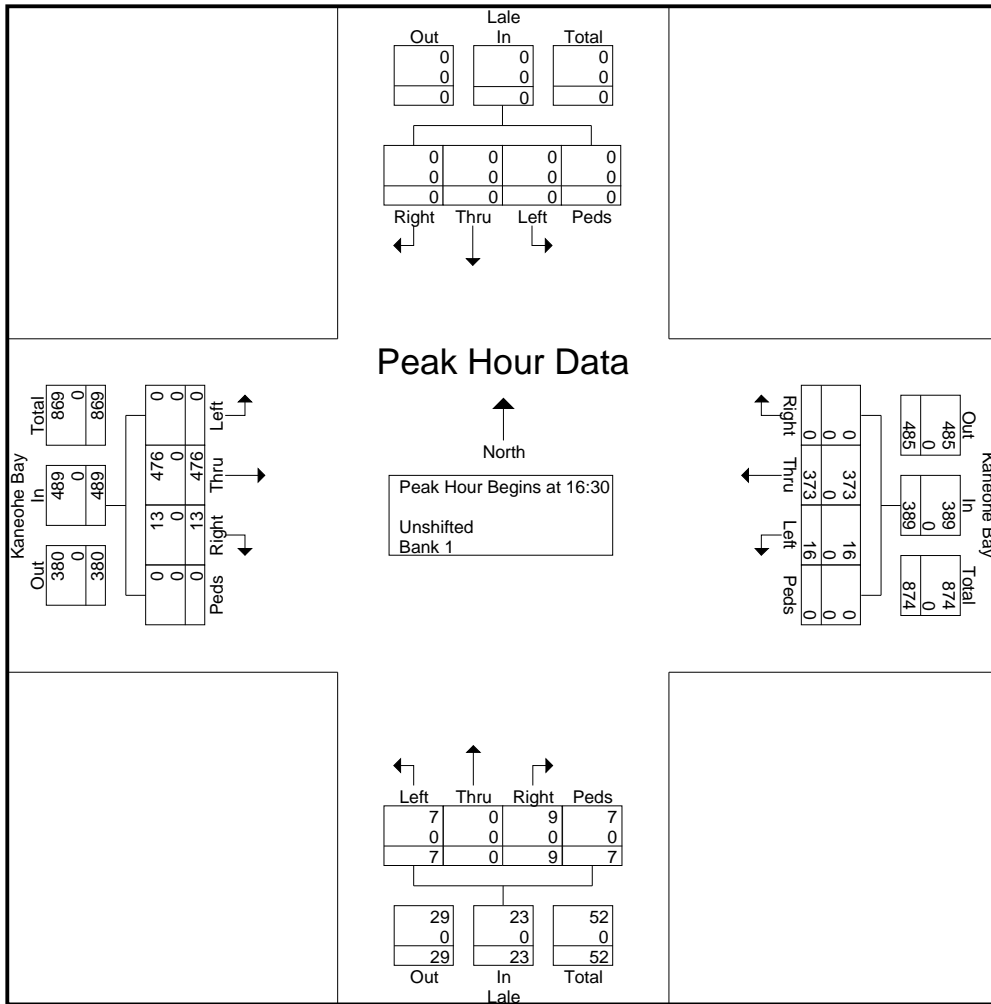 Lale
Out In Total
0 0 0
0 0 0
0 0 0
0 0 0 0
0 0 0 0
0 0 0 0
Right Thru Left Peds
Peak Hour Data
North
Peak Hour Begins at 16:30
Unshifted
Bank 1
Kaneohe Bay
Out In Total
380 489 869
0 0 0
380 489 869
Peds Right Thru Left
0 13 476 0
0 0 0 0
0 13 476 0
Kaneohe Bay
Out In Total
485 389 874
0 0 0
485 389 874
Right Thru Left Peds
0 373 16 0
0 0 0 0
0 373 16 0
Left Thru Right Peds
7 0 9 7
0 0 0 0
7 0 9 7
29 23 52
0 0 0
29 23 52
Out In Total
Lale